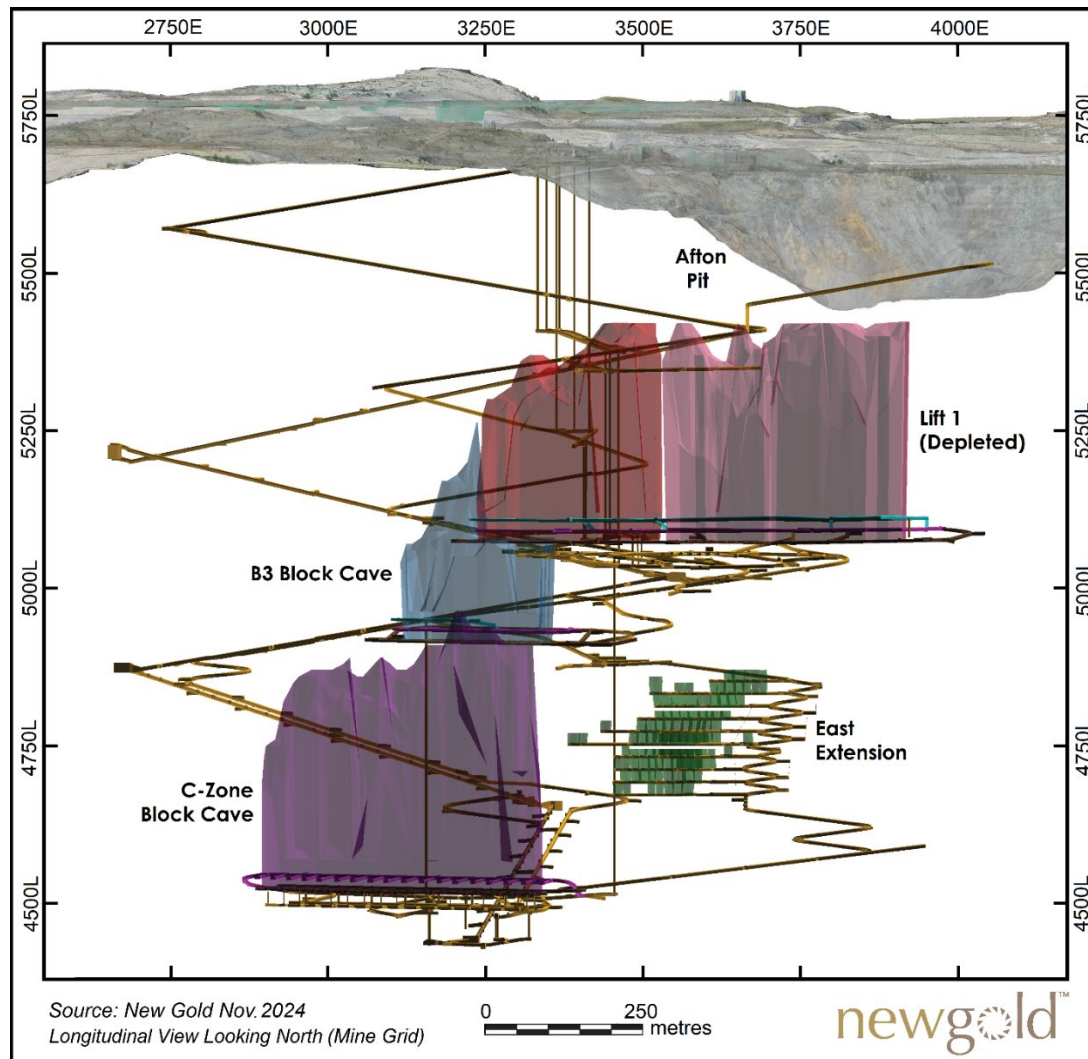 2750E 3000E 3250E 3500E 3750E 4000E
5750L 5750L
Afton
Pit
5500L 5500L
Lift 1
(Depleted)
5250L 5250L
B3 Block Cave
5000L 5000L
East
Extension
4750L 4750L
C-Zone
Block Cave
4500L 4500L
Source: New Gold Nov. 2024
Longitudinal View Looking North (Mine Grid)
0 250
metres
newgold™